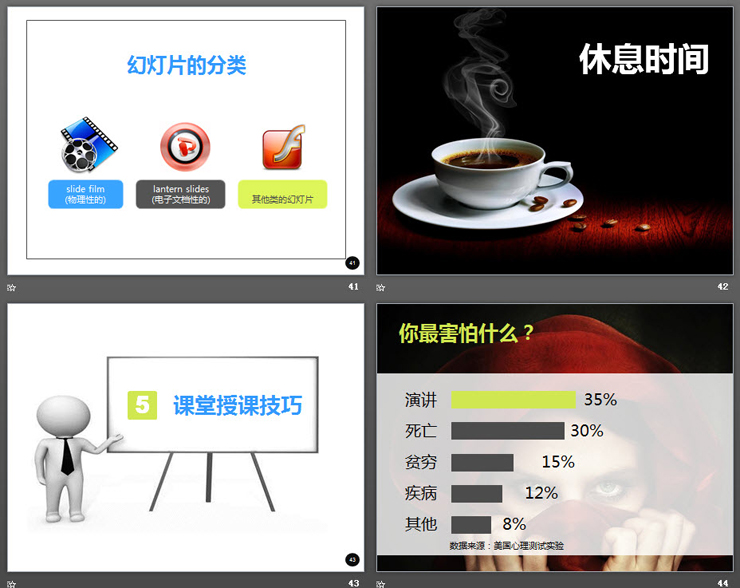 幻灯片的分类
slide film
(物理性的)
lantern slides
(电子文档性的)
其他类的幻灯片
41
41
休息时间
42
5 课堂授课技巧
43
43
你最害怕什么？
演讲 35%
死亡 30%
贫穷 15%
疾病 12%
其他 8%
数据来源：美国心理测试实验
44